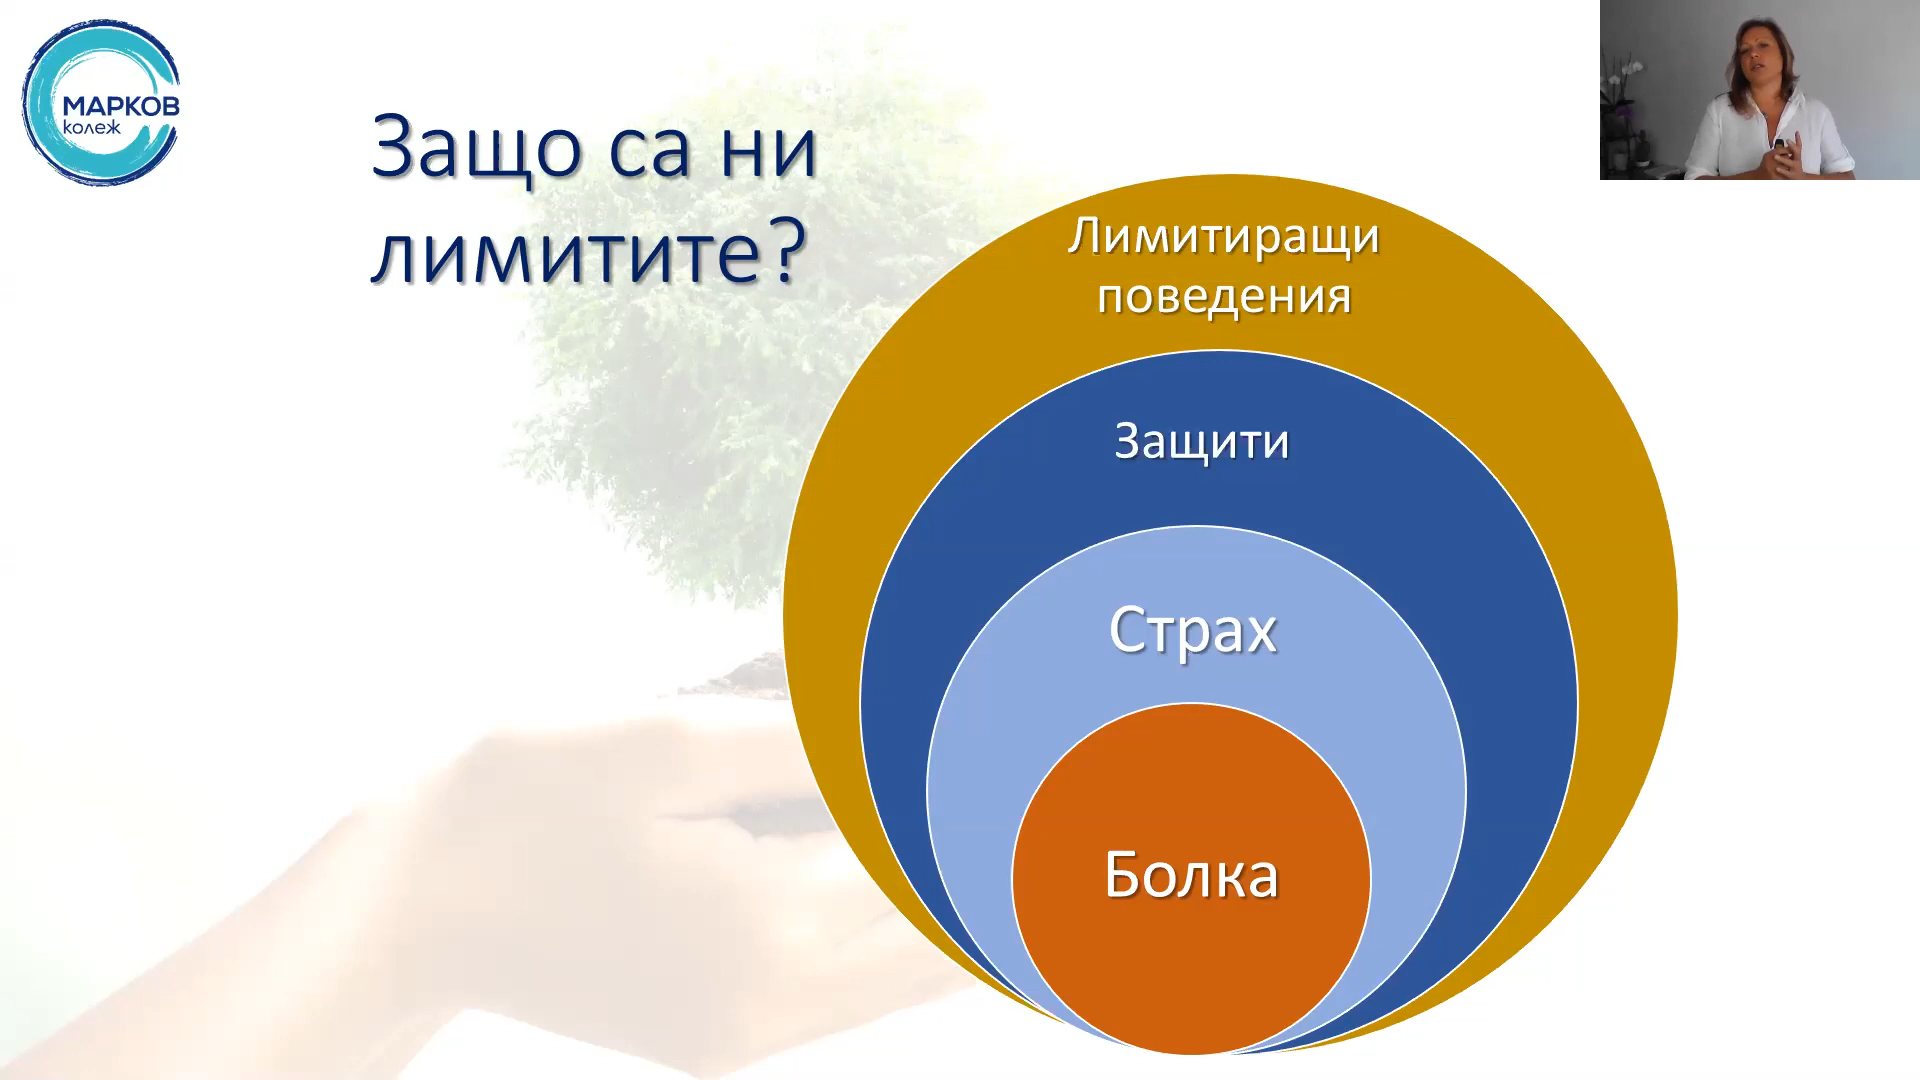 МАРКОВ
колеж
Защо са ни
лимитите?
Лимитиращи
поведения
Защити
Страх
Болка